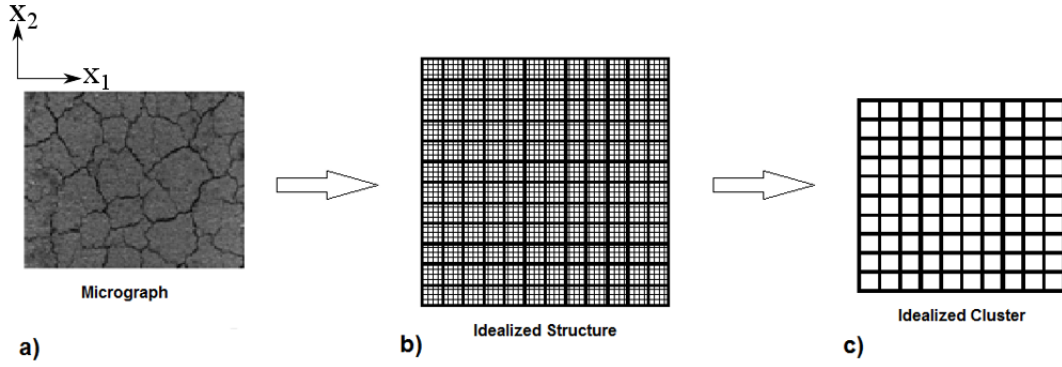 X2
X1
Micrograph
Idealized Structure
Idealized Cluster
a)
b)
c)